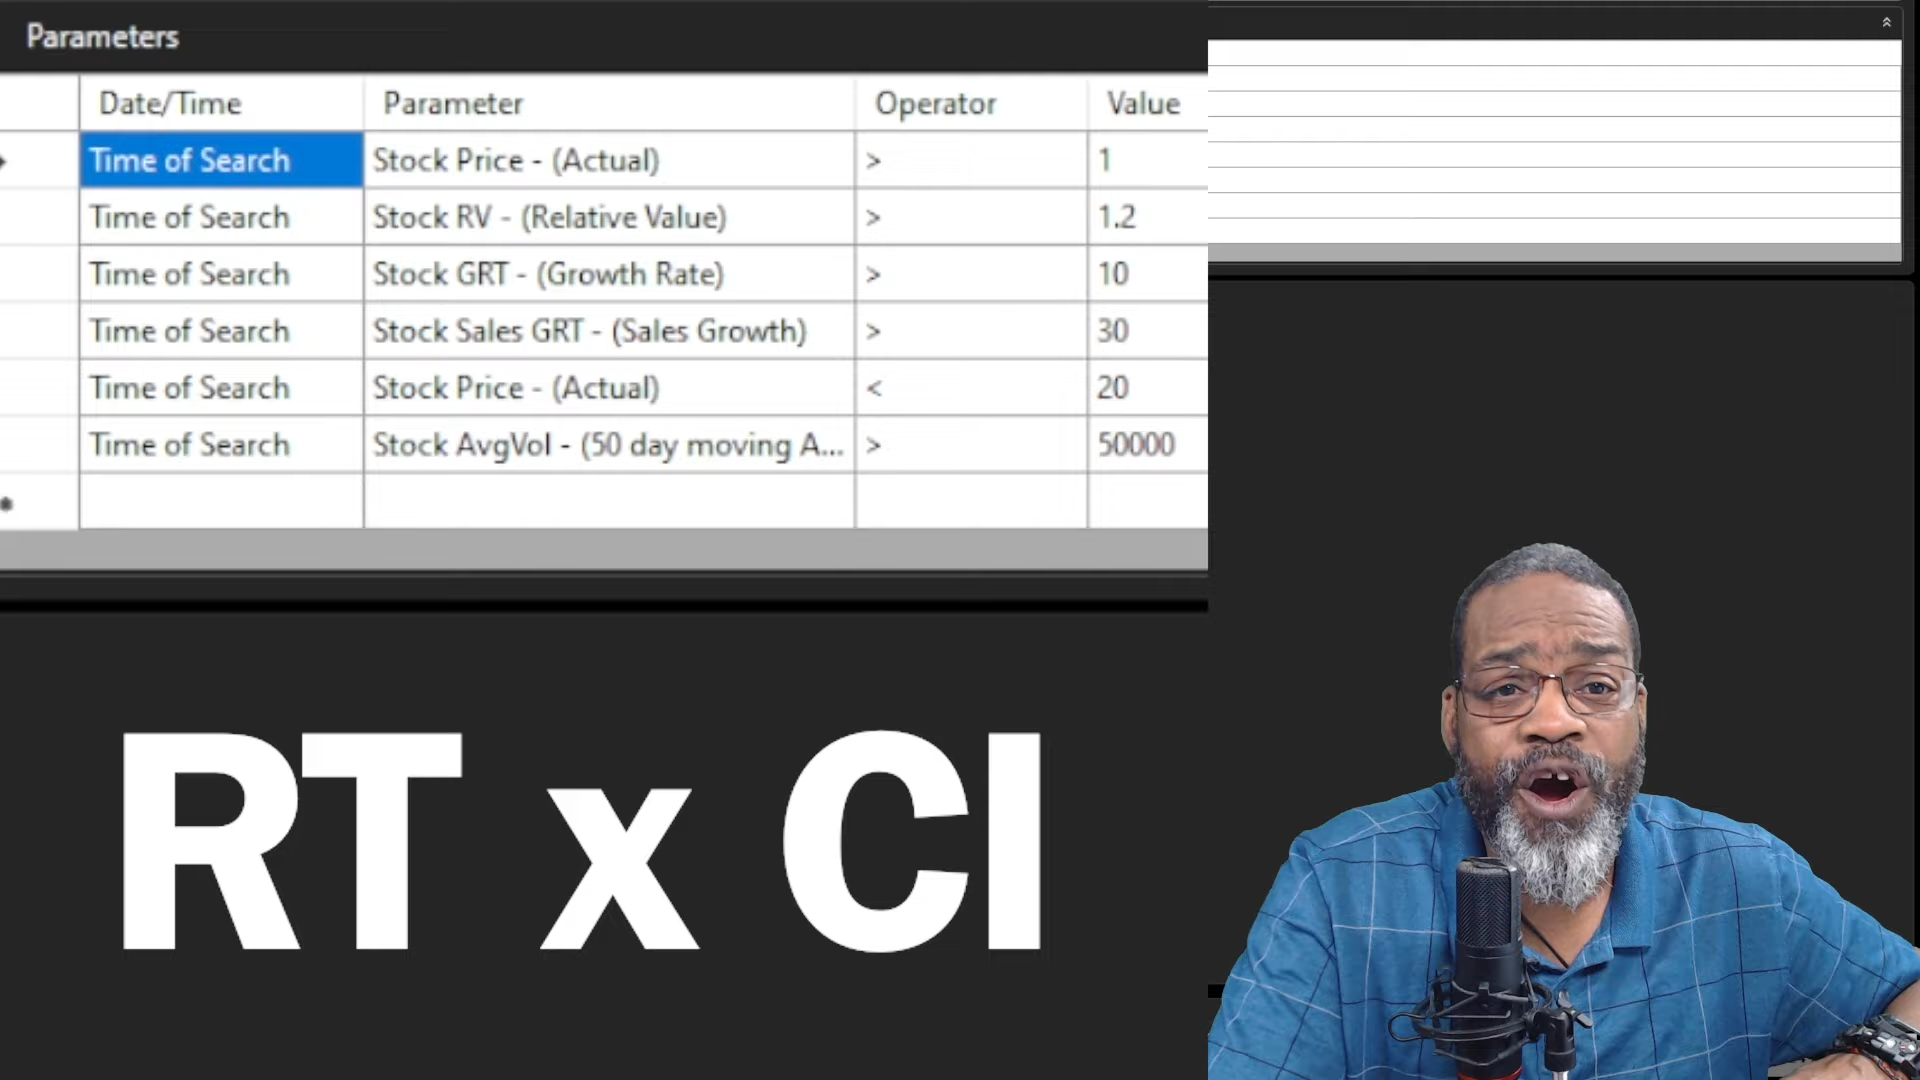 Parameters
Date/Time Parameter Operator Value
Time of Search Stock Price - (Actual) > 1
Time of Search Stock RV - (Relative Value) > 1.2
Time of Search Stock GRT - (Growth Rate) > 10
Time of Search Stock Sales GRT - (Sales Growth) > 30
Time of Search Stock Price - (Actual) < 20
Time of Search Stock AvgVol - (50 day moving A... > 50000
RT x CI